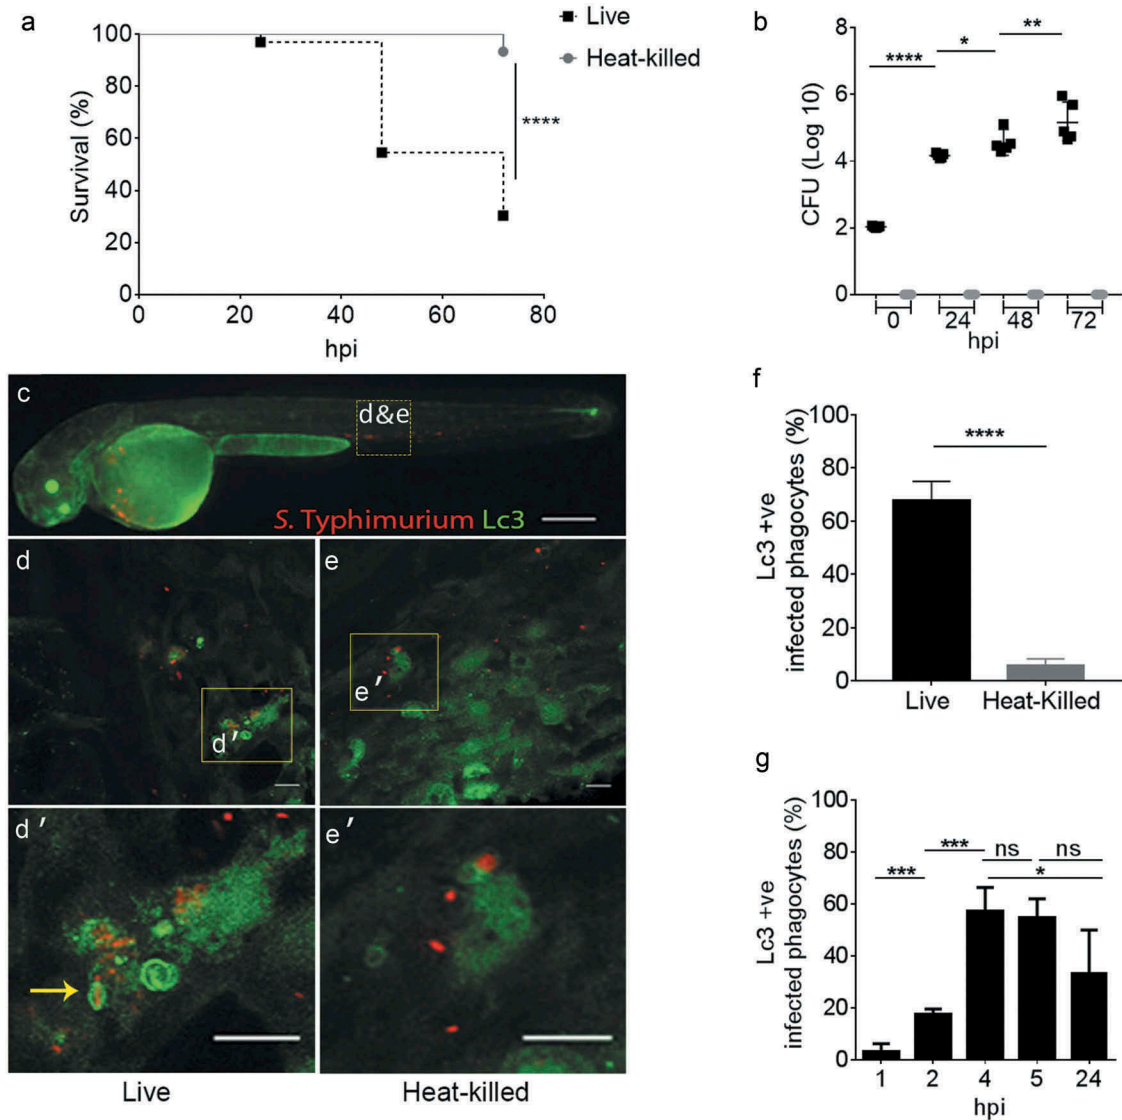 a
Live
Heat-killed
Survival (%)
100
80
60
40
20
0
****
0 20 40 60 80
hpi
b
CFU (Log 10)
8
6
4
2
0
**** * **
0 24 48 72
hpi
c
d&e
S. Typhimurium Lc3
d
d′
e
e′
d′
e′
Live Heat-killed
f
Lc3 +ve
infected phagocytes (%)
100
80
60
40
20
0
****
Live Heat-Killed
g
Lc3 +ve
infected phagocytes (%)
100
80
60
40
20
0
*** *** ns ns
*
1 2 4 5 24
hpi